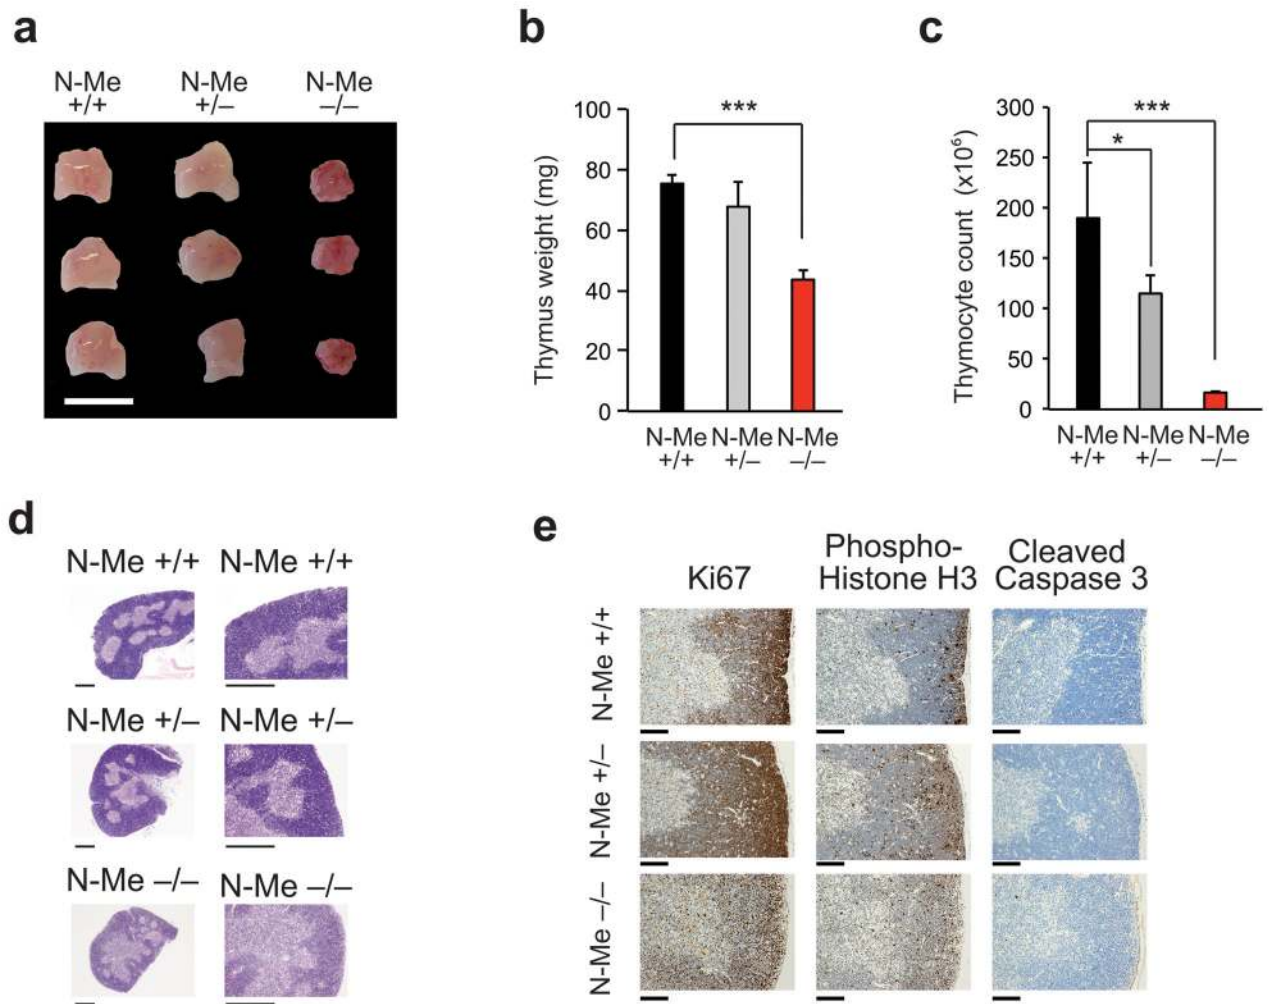 a
N-Me N-Me N-Me
+/+ +/– –/–
b
Thymus weight (mg)
100
80
60
40
20
0
***
N-Me N-Me N-Me
+/+ +/– –/–
c
Thymocyte count (x10⁶)
300
250
200
150
100
50
0
***
*
N-Me N-Me N-Me
+/+ +/– –/–
d
N-Me +/+ N-Me +/+
N-Me +/– N-Me +/–
N-Me –/– N-Me –/–
e
Ki67
Phospho-
Histone H3
Cleaved
Caspase 3
N-Me +/+
N-Me +/–
N-Me –/–